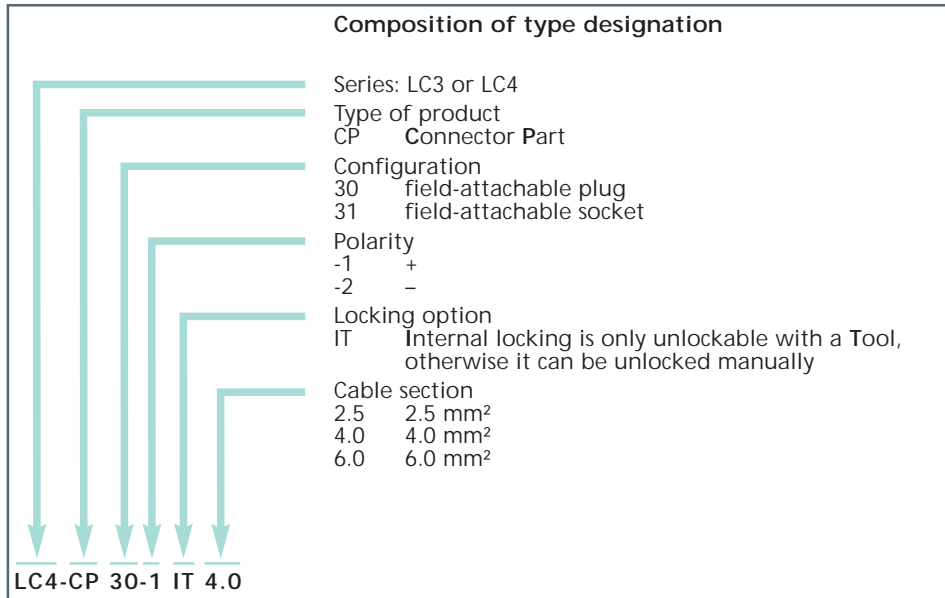 Composition of type designation
Series: LC3 or LC4
Type of product
CP Connector Part
Configuration
30 field-attachable plug
31 field-attachable socket
Polarity
-1 +
-2 –
Locking option
IT Internal locking is only unlockable with a Tool,
otherwise it can be unlocked manually
Cable section
2.5 2.5 mm²
4.0 4.0 mm²
6.0 6.0 mm²
LC4-CP 30-1 IT 4.0